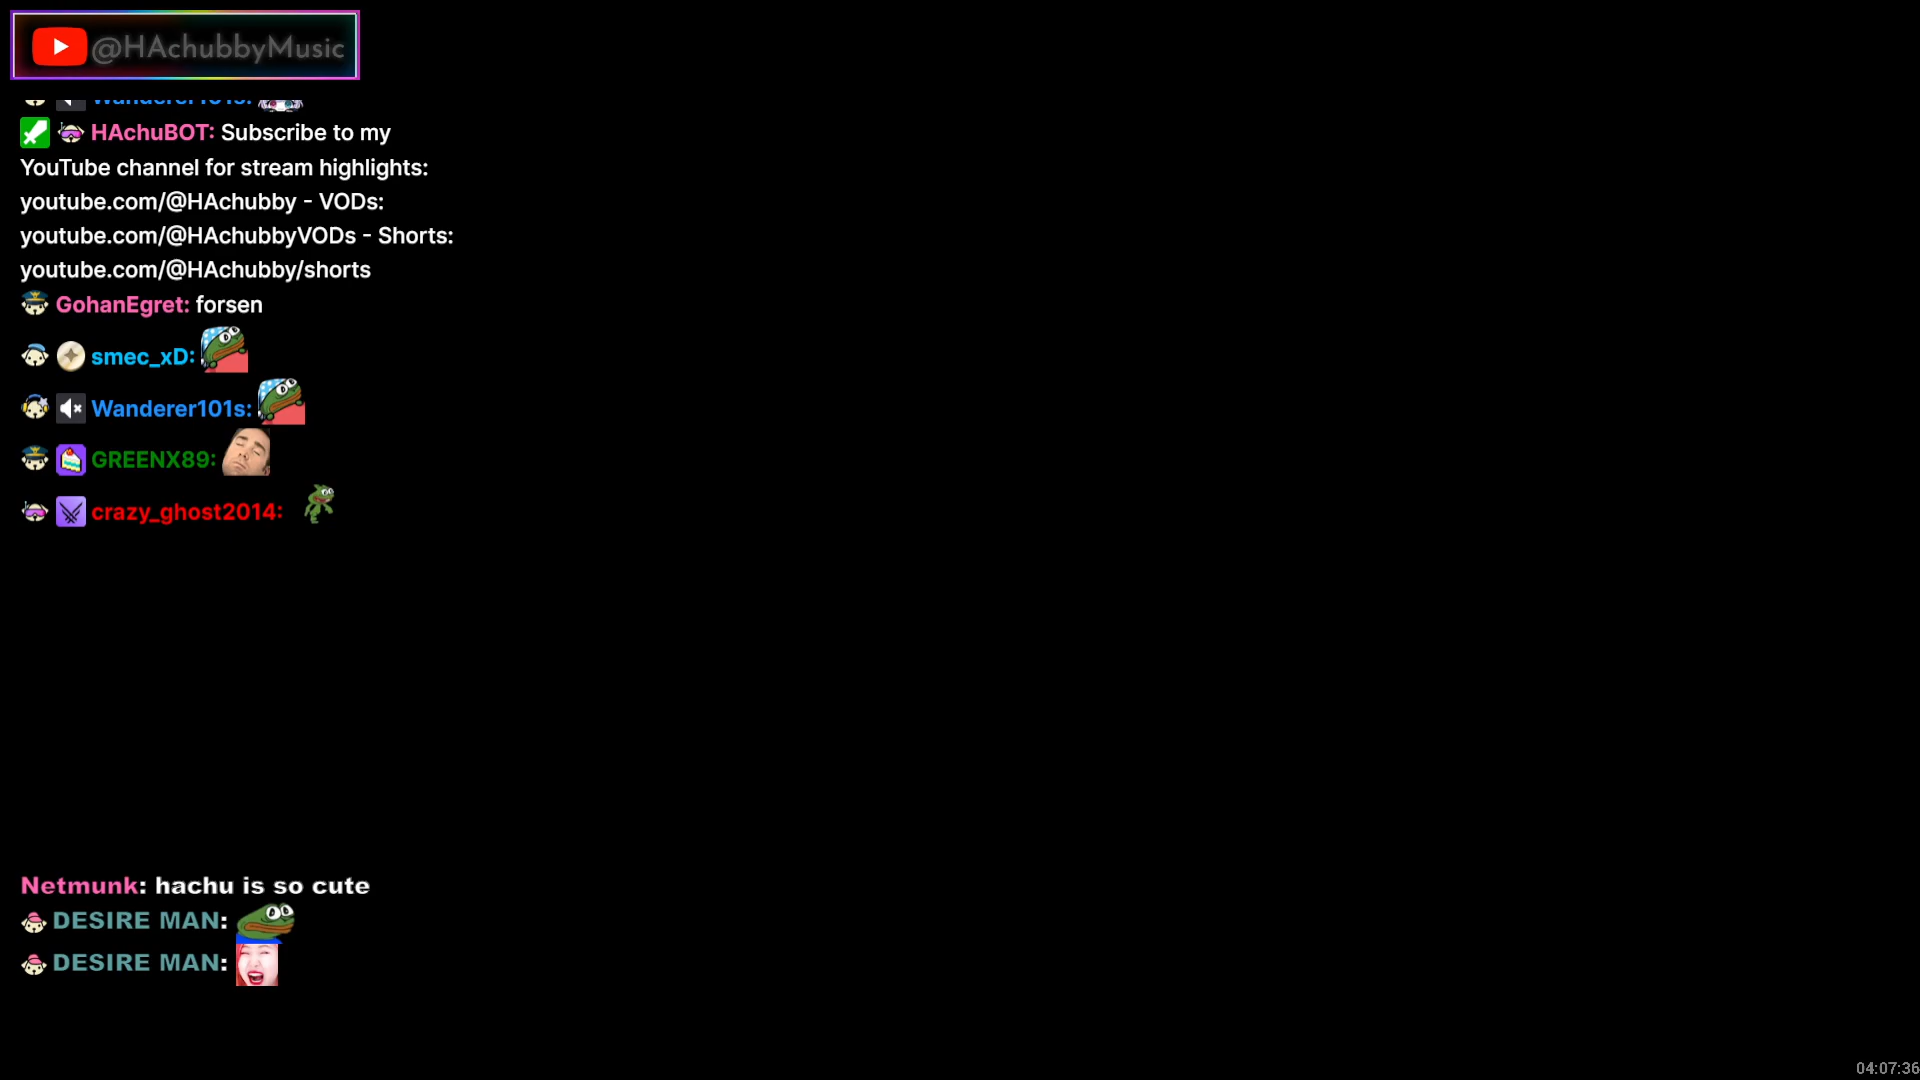 @HAchubbyMusic
Wanderer101s:
HAchuBOT: Subscribe to my
YouTube channel for stream highlights:
youtube.com/@HAchubby - VODs:
youtube.com/@HAchubbyVODs - Shorts:
youtube.com/@HAchubby/shorts
GohanEgret: forsen
smec_xD:
Wanderer101s:
GREENX89:
crazy_ghost2014:
Netmunk: hachu is so cute
DESIRE MAN:
DESIRE MAN:
04:07:36